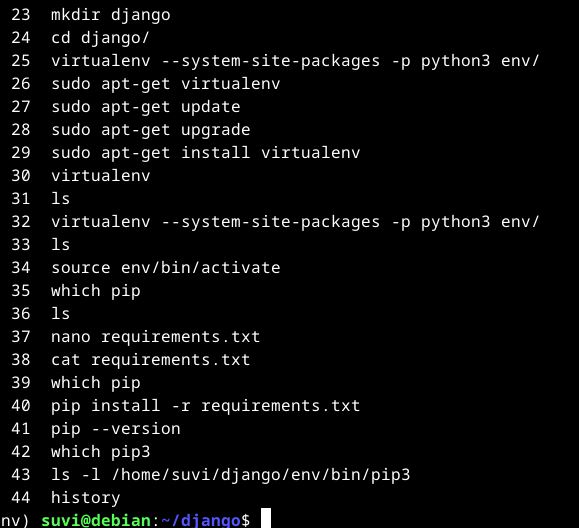 23 mkdir django
24 cd django/
25 virtualenv --system-site-packages -p python3 env/
26 sudo apt-get virtualenv
27 sudo apt-get update
28 sudo apt-get upgrade
29 sudo apt-get install virtualenv
30 virtualenv
31 ls
32 virtualenv --system-site-packages -p python3 env/
33 ls
34 source env/bin/activate
35 which pip
36 ls
37 nano requirements.txt
38 cat requirements.txt
39 which pip
40 pip install -r requirements.txt
41 pip --version
42 which pip3
43 ls -l /home/suvi/django/env/bin/pip3
44 history
nv) suvi@debian:~/django$